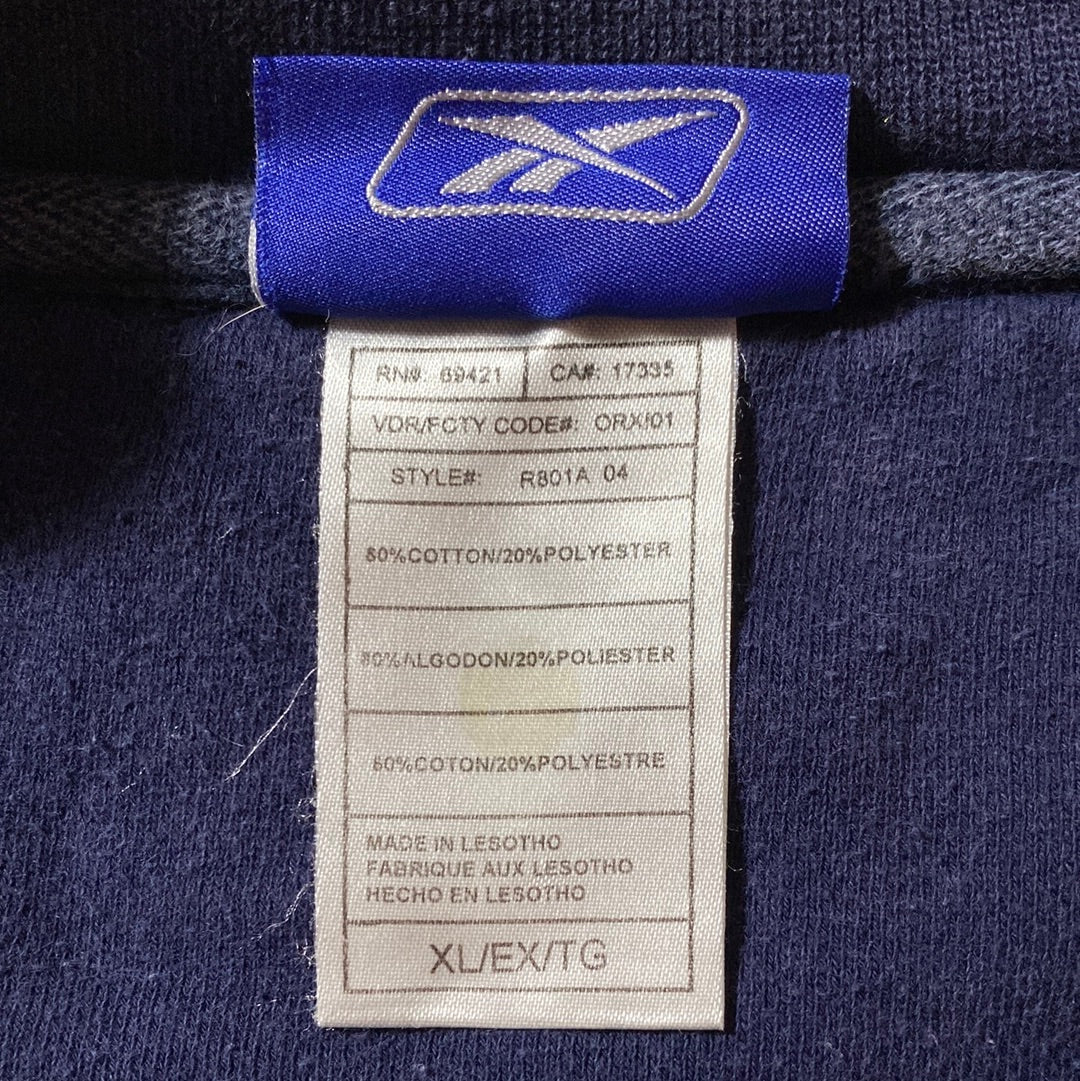 RN#: 69421 CA#: 17335
VDR/FCTY CODE#: ORX/01
STYLE#: R801A 04
80%COTTON/20%POLYESTER
80%ALGODON/20%POLIESTER
80%COTON/20%POLYESTRE
MADE IN LESOTHO
FABRIQUE AUX LESOTHO
HECHO EN LESOTHO
XL/EX/TG